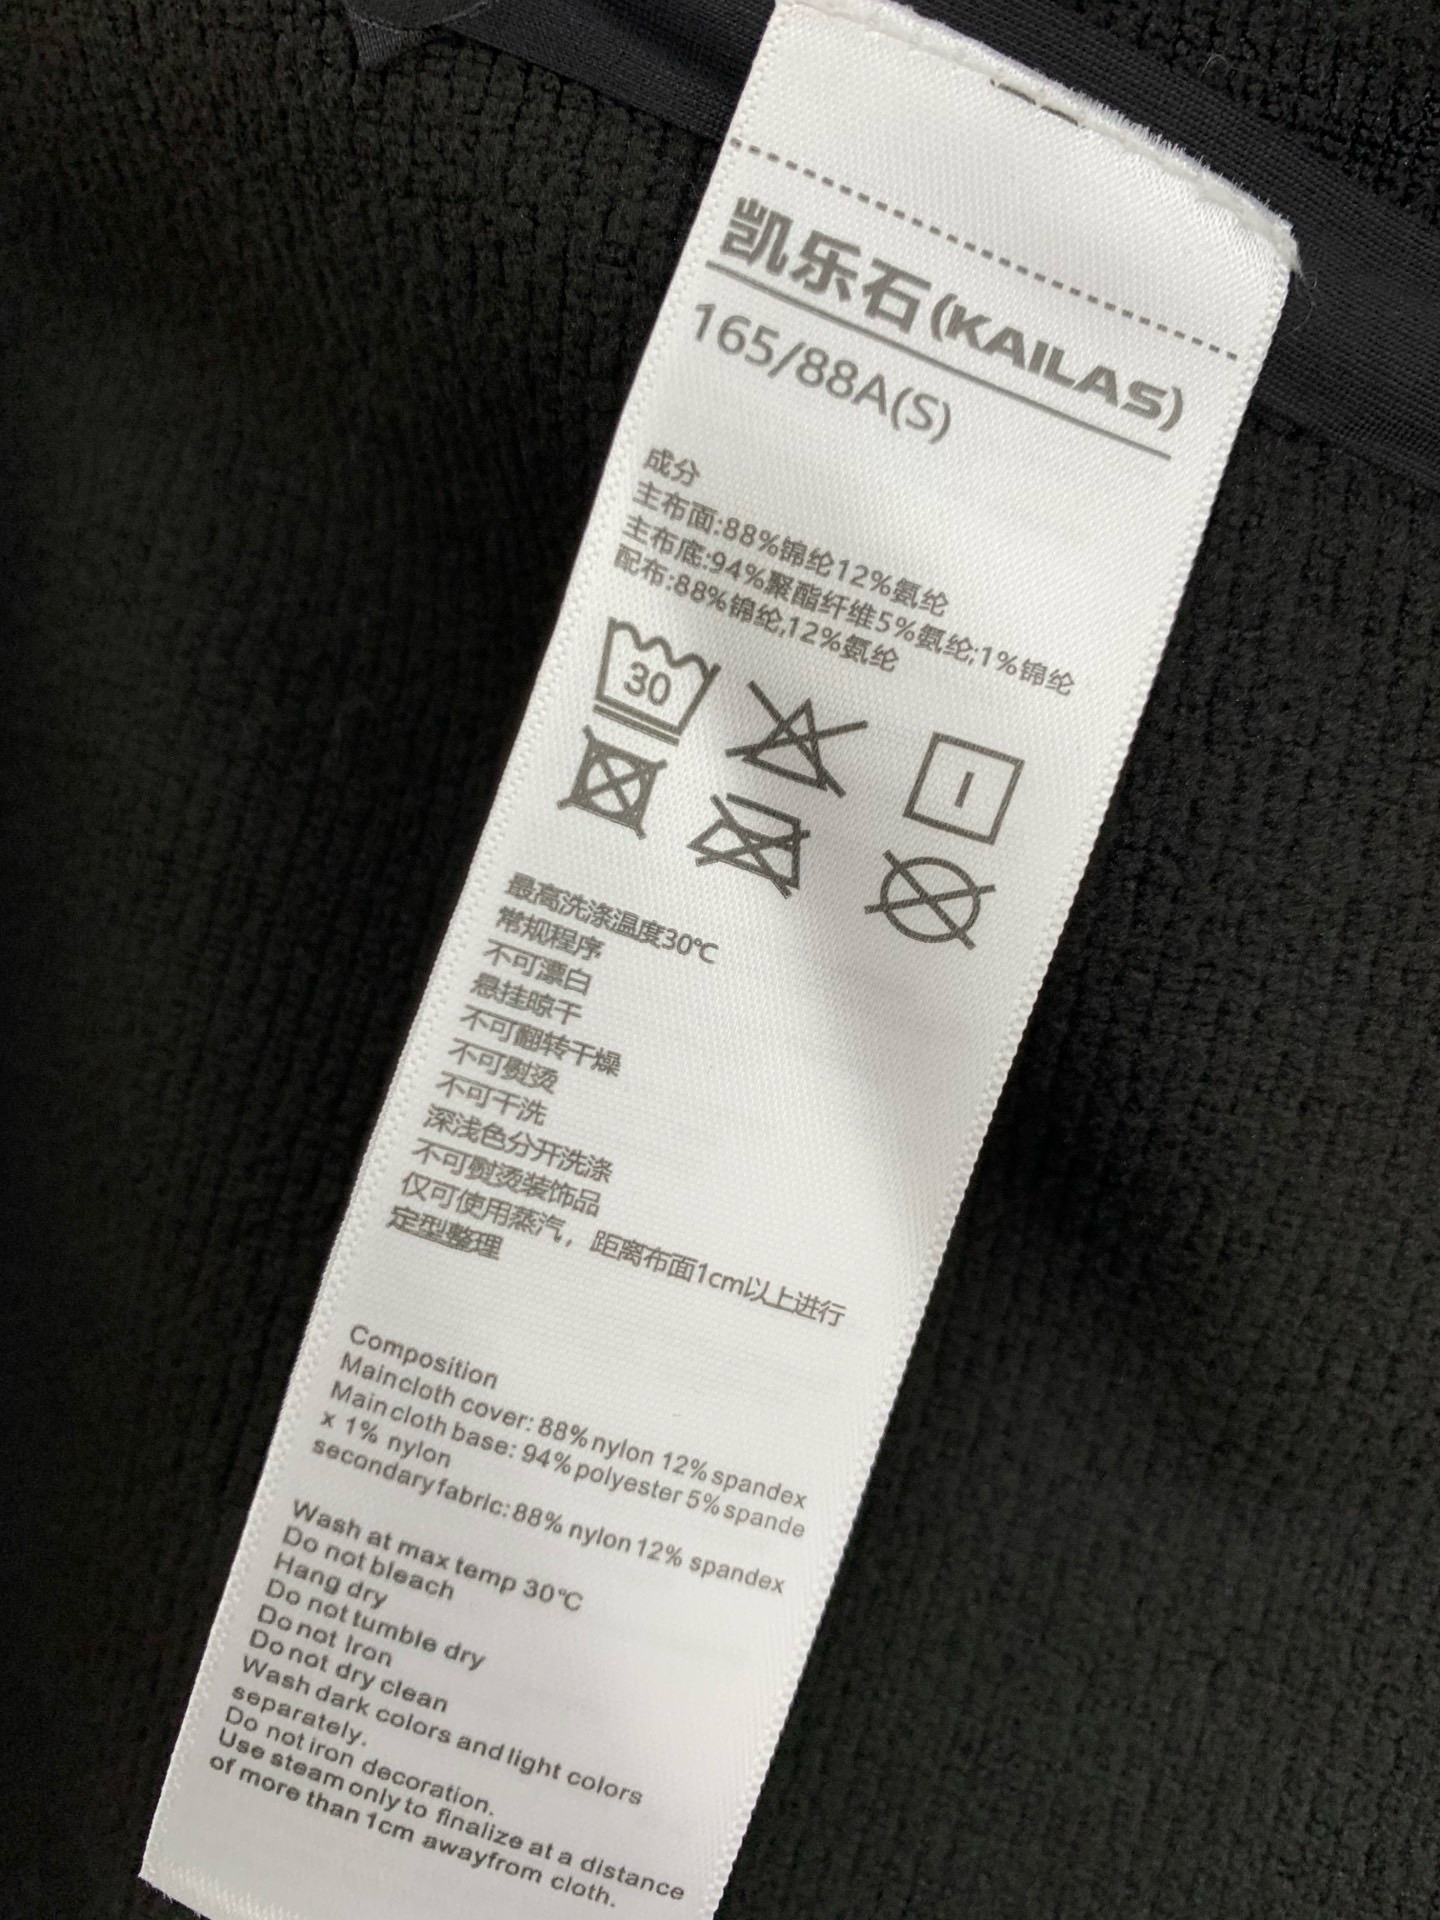 凯乐石(KAILAS)
165/88A(S)
成分
主布面:88%锦纶12%氨纶
主布底:94%聚酯纤维5%氨纶;1%锦纶
配布:88%锦纶,12%氨纶
30
最高洗涤温度30℃
常规程序
不可漂白
悬挂晾干
不可翻转干燥
不可熨烫
不可干洗
深浅色分开洗涤
不可熨烫装饰品
仅可使用蒸汽，距离布面1cm以上进行
定型整理
Composition
Maincloth cover: 88% nylon 12% spandex
Main cloth base: 94% polyester 5% spande
x 1% nylon
secondary fabric: 88% nylon 12% spandex
Wash at max temp 30℃
Do not bleach
Hang dry
Do not tumble dry
Do not Iron
Do not dry clean
Wash dark colors and light colors
separately.
Do not iron decoration.
Use steam only to finalize at a distance
of more than 1cm awayfrom cloth.